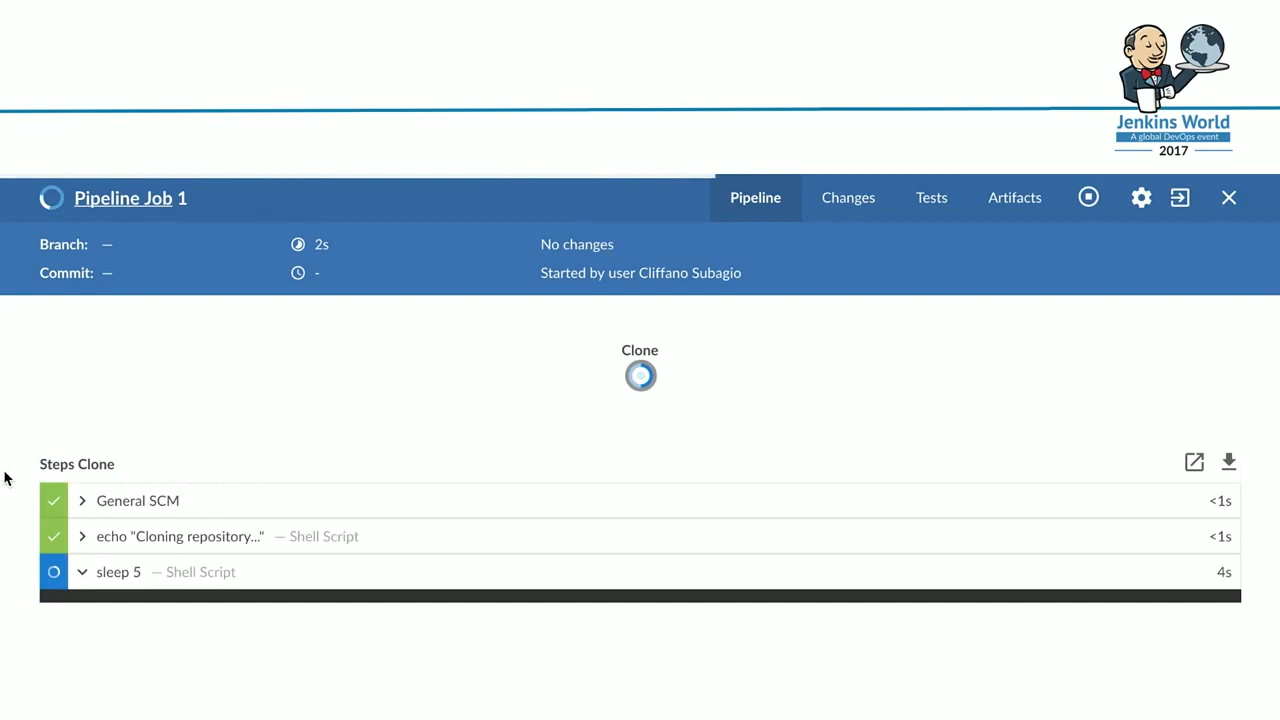 Jenkins World
A global DevOps event
2017
Pipeline Job 1
Pipeline
Changes
Tests
Artifacts
Branch: —
2s
No changes
Commit: —
-
Started by user Cliffano Subagio
Clone
Steps Clone
General SCM
<1s
echo "Cloning repository..." — Shell Script
<1s
sleep 5 — Shell Script
4s